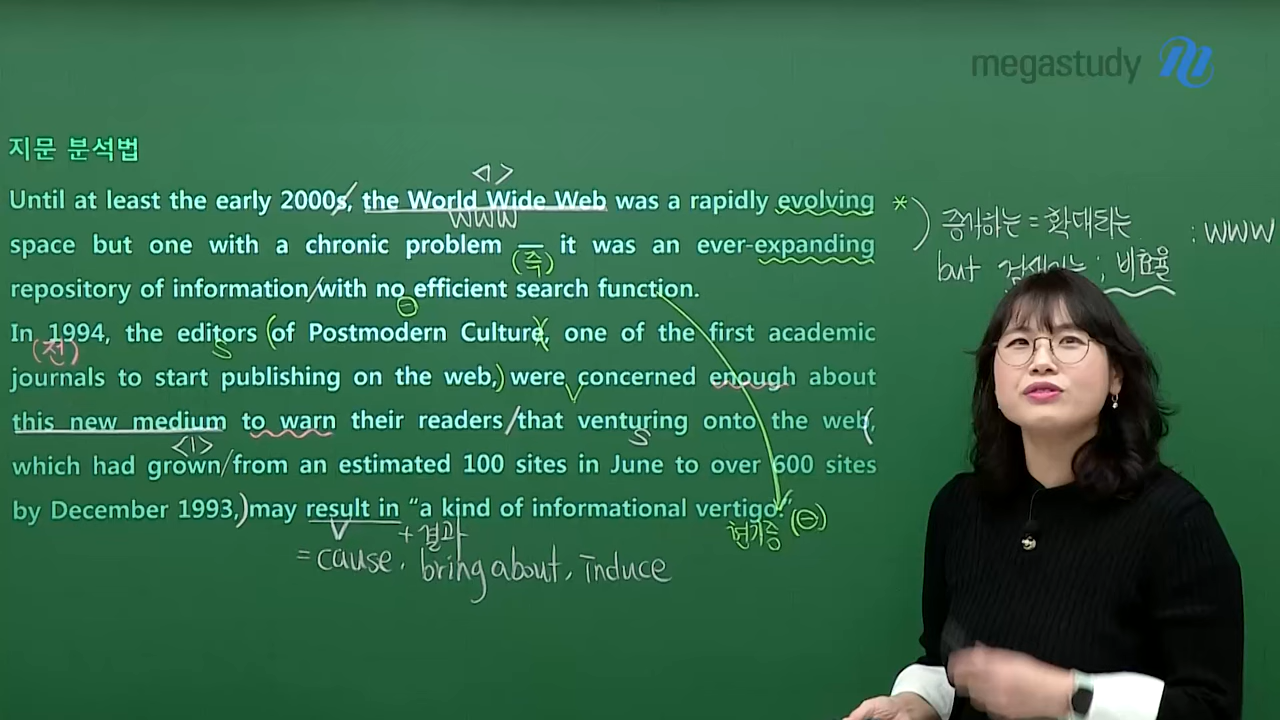 megastudy
지문 분석법
<1>
Until at least the early 2000s, the World Wide Web was a rapidly evolving *
www
증가하는 = 확대되는
: www
space but one with a chronic problem — it was an ever-expanding
(즉)
but 검색기능 ; 비효율
repository of information with no efficient search function.
⊖
In 1994, the editors of Postmodern Culture, one of the first academic
(전)
S
journals to start publishing on the web, were concerned enough about
V
this new medium to warn their readers that venturing onto the web,
<1>
S
which had grown from an estimated 100 sites in June to over 600 sites
by December 1993, may result in “a kind of informational vertigo.”
V
+ 결과
현기증 (⊖)
= cause, bring about, induce